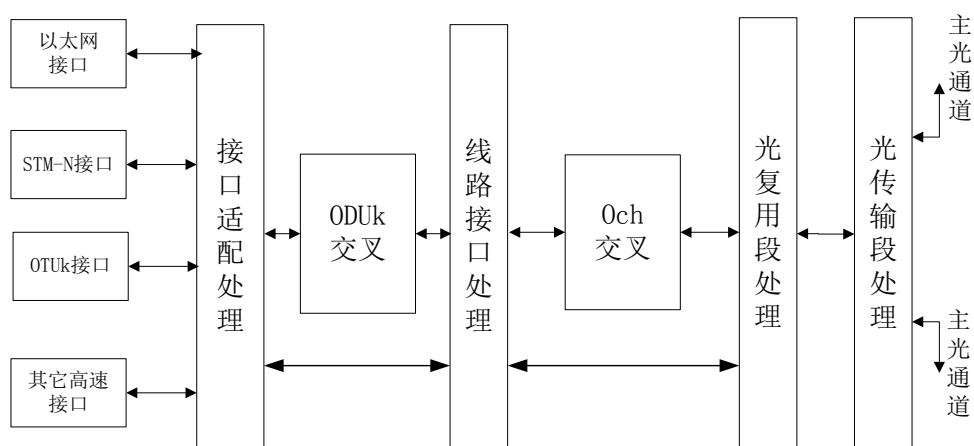 以太网
接口
STM-N接口
OTUk接口
其它高速
接口
接口适配处理
ODUk
交叉
线路接口处理
Och
交叉
光复用段处理
光传输段处理
主光通道
主光通道